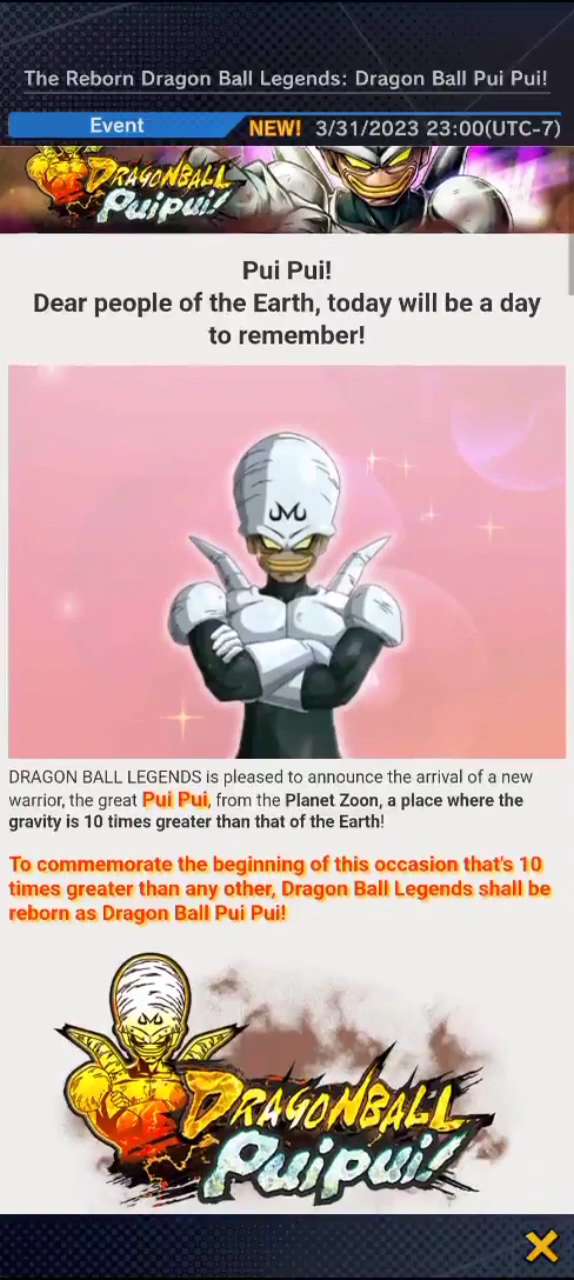 The Reborn Dragon Ball Legends: Dragon Ball Pui Pui!
Event
NEW! 3/31/2023 23:00(UTC-7)
DRAGONBALL
Puipui!
Pui Pui!
Dear people of the Earth, today will be a day
to remember!
DRAGON BALL LEGENDS is pleased to announce the arrival of a new
warrior, the great Pui Pui, from the Planet Zoon, a place where the
gravity is 10 times greater than that of the Earth!
To commemorate the beginning of this occasion that's 10
times greater than any other, Dragon Ball Legends shall be
reborn as Dragon Ball Pui Pui!
DRAGONBALL
Puipui!